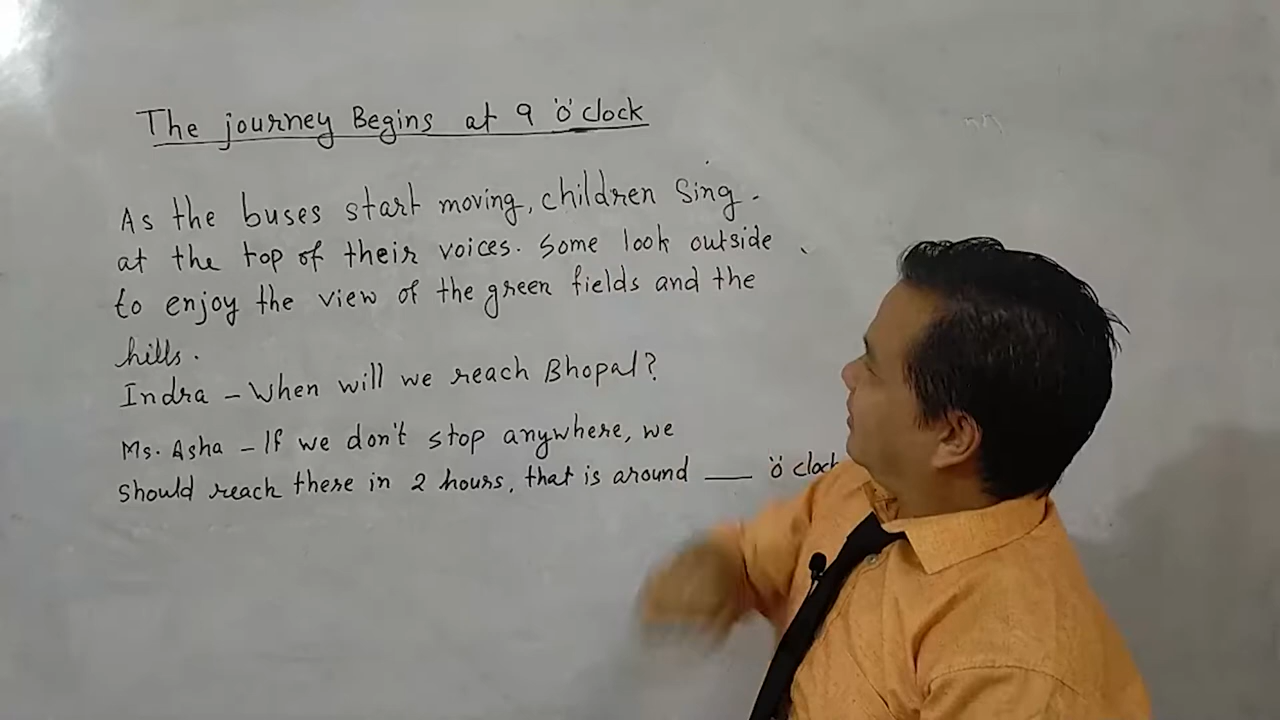 The journey Begins at 9 'o' clock
As the buses start moving, children Sing.
at the top of their voices. Some look outside
to enjoy the view of the green fields and the
hills.
Indra – When will we reach Bhopal?
Ms. Asha – If we don't stop anywhere, we
should reach there in 2 hours, that is around ___ 'o' clock